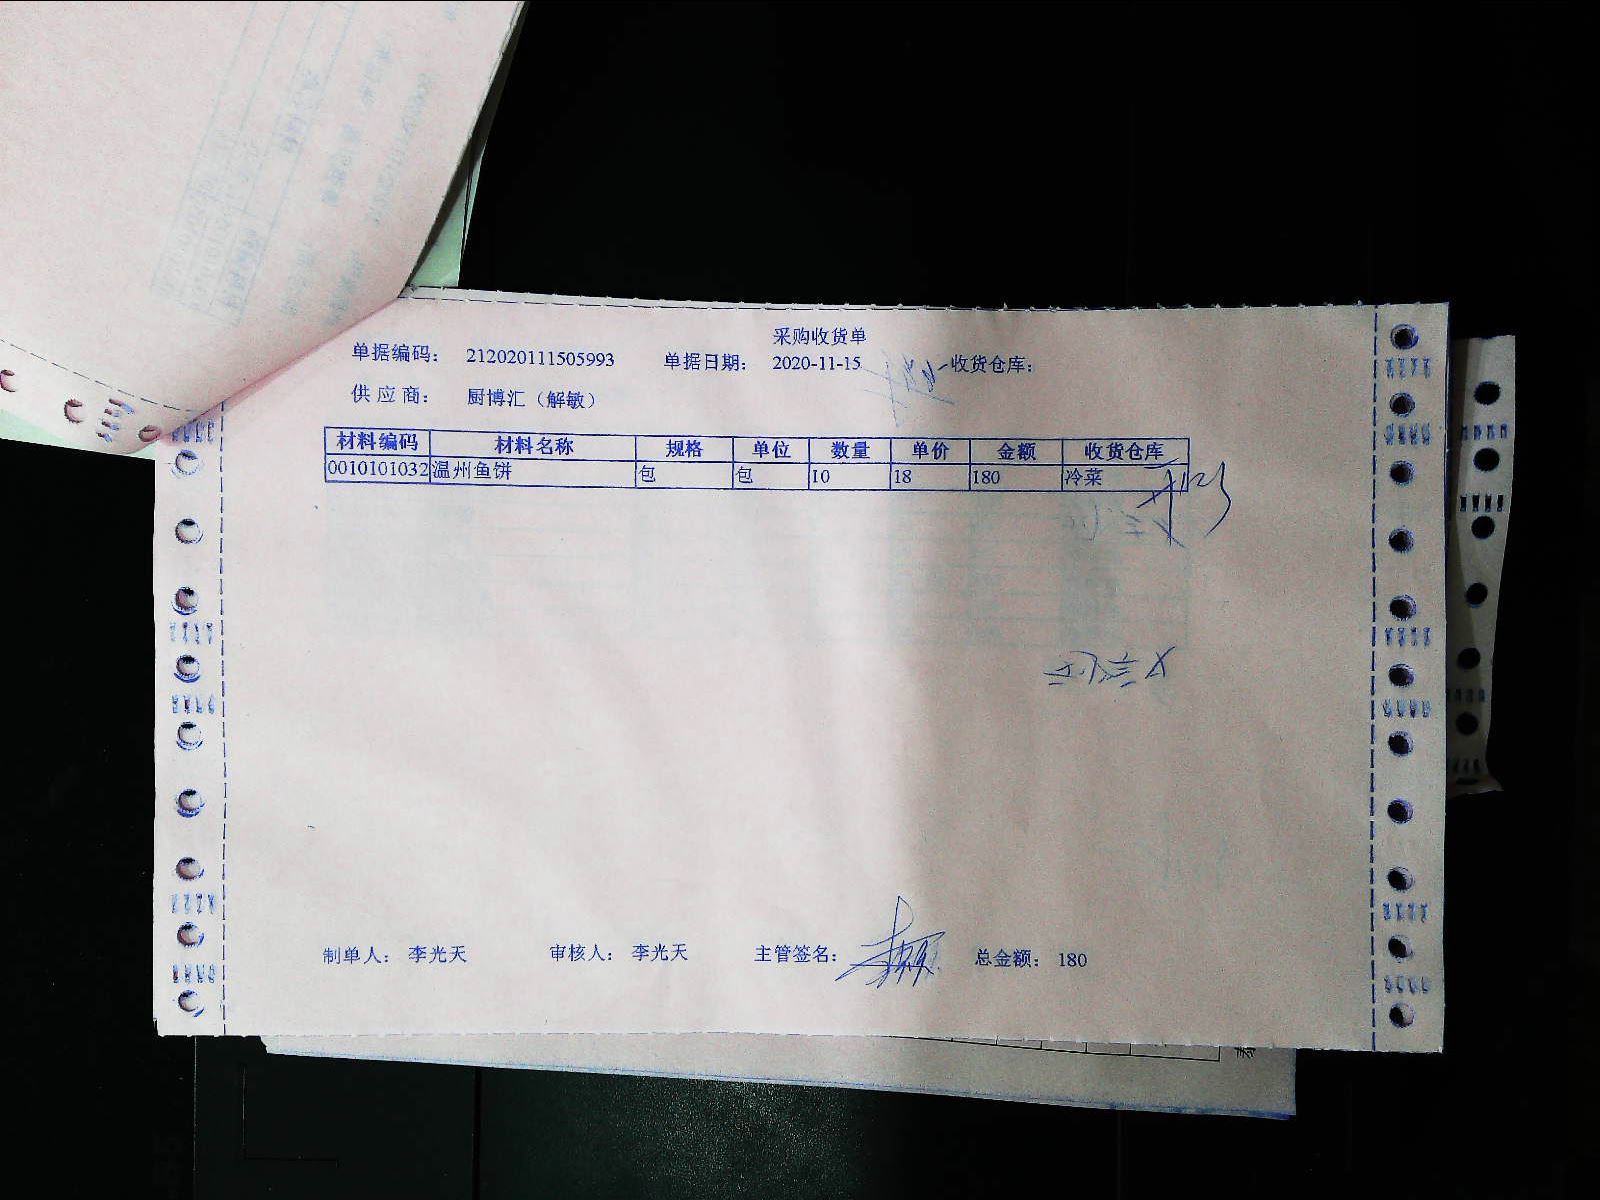 采购收货单
单据编码： 212020111505993 单据日期： 2020-11-15 收货仓库：
供 应 商： 厨博汇（解敏）
材料编码 材料名称 规格 单位 数量 单价 金额 收货仓库
0010101032 温州鱼饼 包 包 10 18 180 冷菜
制单人： 李光天 审核人： 李光天 主管签名： 总金额： 180